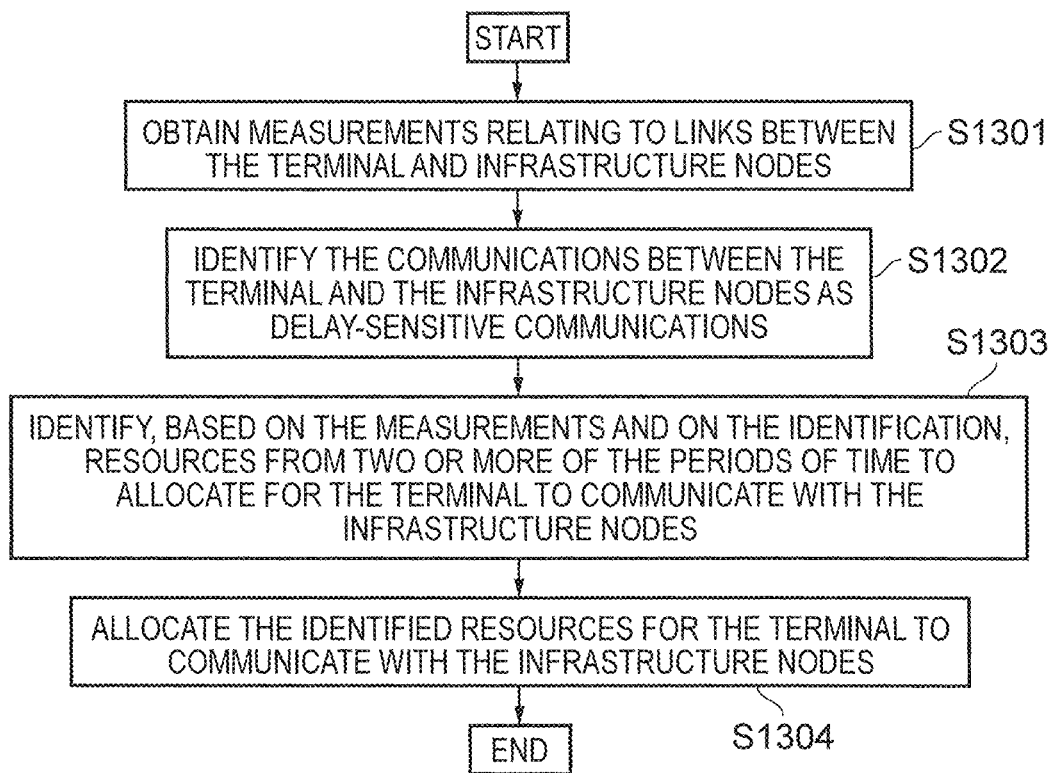 START
OBTAIN MEASUREMENTS RELATING TO LINKS BETWEEN
THE TERMINAL AND INFRASTRUCTURE NODES
S1301
IDENTIFY THE COMMUNICATIONS BETWEEN THE
TERMINAL AND THE INFRASTRUCTURE NODES AS
DELAY-SENSITIVE COMMUNICATIONS
S1302
S1303
IDENTIFY, BASED ON THE MEASUREMENTS AND ON THE IDENTIFICATION,
RESOURCES FROM TWO OR MORE OF THE PERIODS OF TIME TO
ALLOCATE FOR THE TERMINAL TO COMMUNICATE WITH THE
INFRASTRUCTURE NODES
ALLOCATE THE IDENTIFIED RESOURCES FOR THE TERMINAL TO
COMMUNICATE WITH THE INFRASTRUCTURE NODES
S1304
END